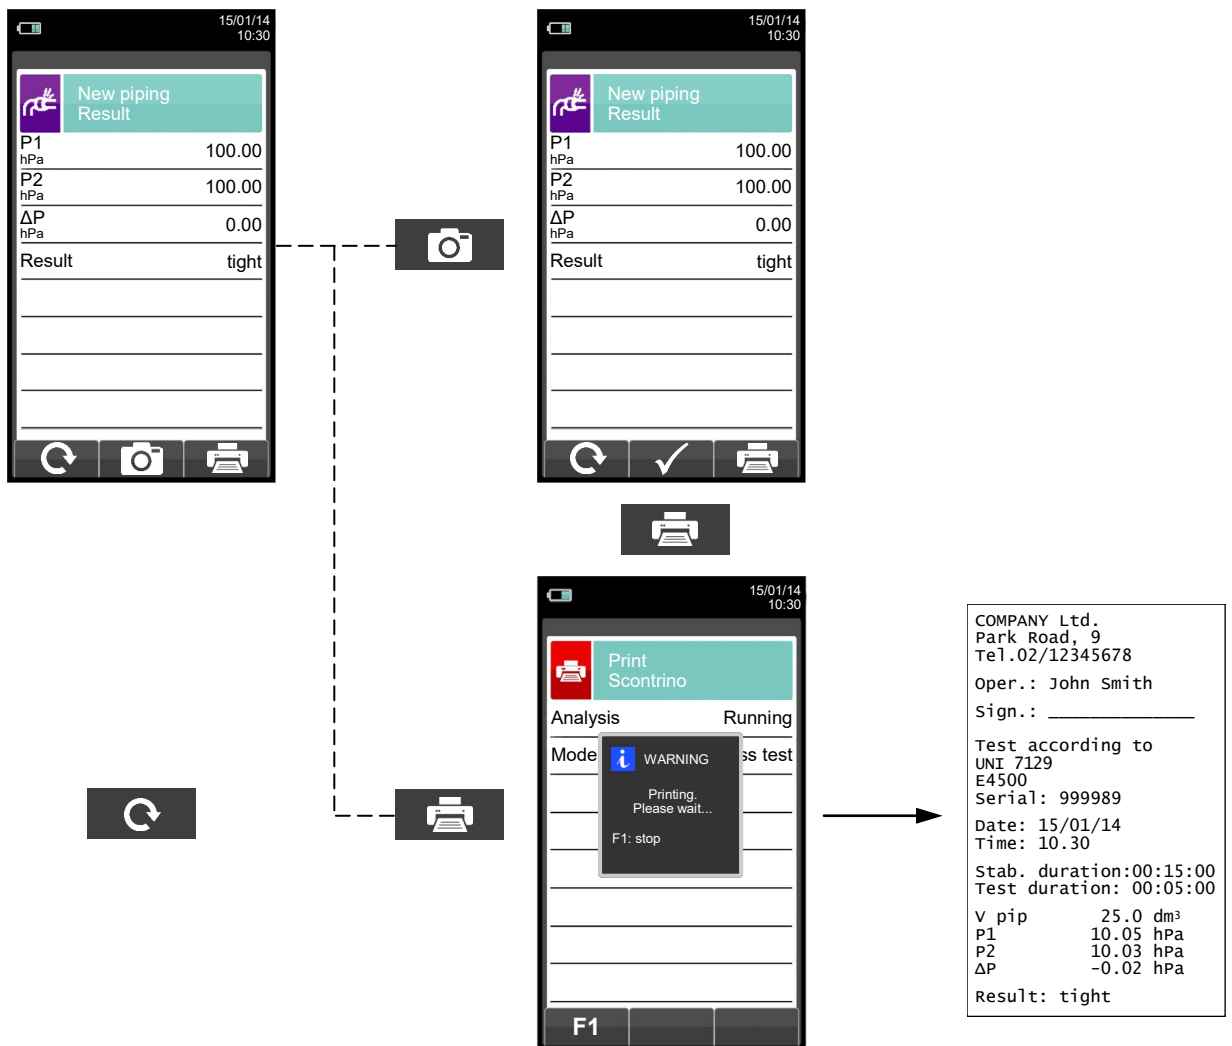 15/01/14
10:30
New piping
Result
P1
hPa
100.00
P2
hPa
100.00
ΔP
hPa
0.00
Result tight
15/01/14
10:30
New piping
Result
P1
hPa
100.00
P2
hPa
100.00
ΔP
hPa
0.00
Result tight
15/01/14
10:30
Print
Scontrino
Analysis Running
Mode ss test
i WARNING
Printing.
Please wait...
F1: stop
F1
COMPANY Ltd.
Park Road, 9
Tel.02/12345678
Oper.: John Smith
Sign.: ______________
Test according to
UNI 7129
E4500
Serial: 999989
Date: 15/01/14
Time: 10.30
Stab. duration:00:15:00
Test duration: 00:05:00
V pip 25.0 dm³
P1 10.05 hPa
P2 10.03 hPa
ΔP -0.02 hPa
Result: tight